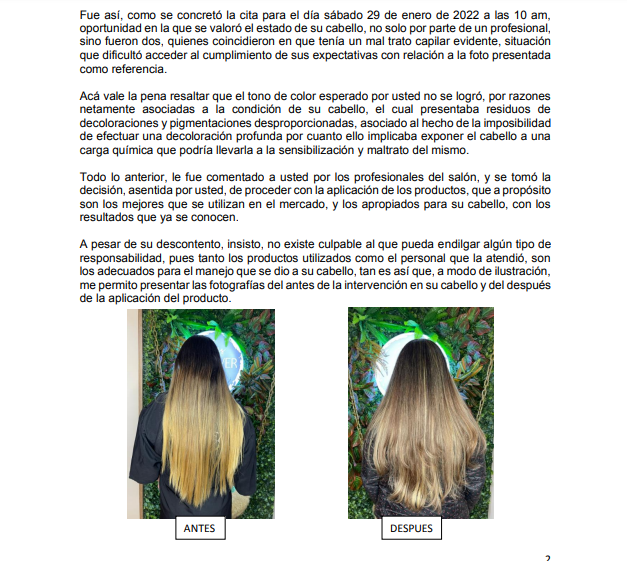 Fue así, como se concretó la cita para el día sábado 29 de enero de 2022 a las 10 am,
oportunidad en la que se valoró el estado de su cabello, no solo por parte de un profesional,
sino fueron dos, quienes coincidieron en que tenía un mal trato capilar evidente, situación
que dificultó acceder al cumplimiento de sus expectativas con relación a la foto presentada
como referencia.
Acá vale la pena resaltar que el tono de color esperado por usted no se logró, por razones
netamente asociadas a la condición de su cabello, el cual presentaba residuos de
decoloraciones y pigmentaciones desproporcionadas, asociado al hecho de la imposibilidad
de efectuar una decoloración profunda por cuanto ello implicaba exponer el cabello a una
carga química que podría llevarla a la sensibilización y maltrato del mismo.
Todo lo anterior, le fue comentado a usted por los profesionales del salón, y se tomó la
decisión, asentida por usted, de proceder con la aplicación de los productos, que a propósito
son los mejores que se utilizan en el mercado, y los apropiados para su cabello, con los
resultados que ya se conocen.
A pesar de su descontento, insisto, no existe culpable al que pueda endilgar algún tipo de
responsabilidad, pues tanto los productos utilizados como el personal que la atendió, son
los adecuados para el manejo que se dio a su cabello, tan es así que, a modo de ilustración,
me permito presentar las fotografías del antes de la intervención en su cabello y del después
de la aplicación del producto.
ER
ANTES
DESPUES
2